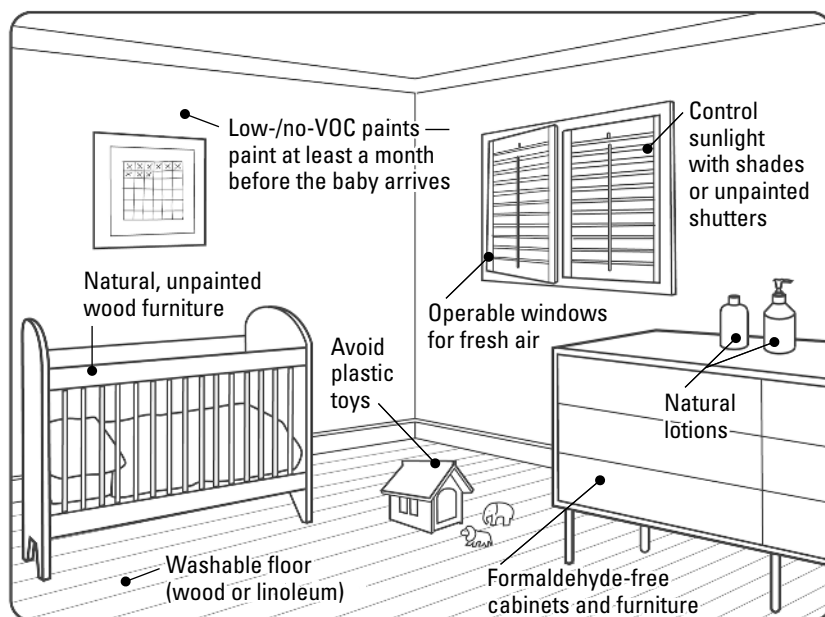 Low-/no-VOC paints —
paint at least a month
before the baby arrives
Control
sunlight
with shades
or unpainted
shutters
Natural, unpainted
wood furniture
Operable windows
for fresh air
Avoid
plastic
toys
Natural
lotions
Washable floor
(wood or linoleum)
Formaldehyde-free
cabinets and furniture